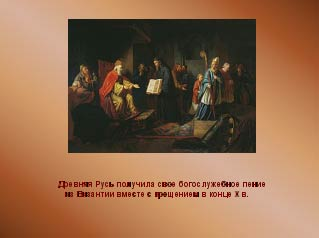 Древняя Русь получила свое богослужебное пение
из Византии вместе с крещением в конце X в.